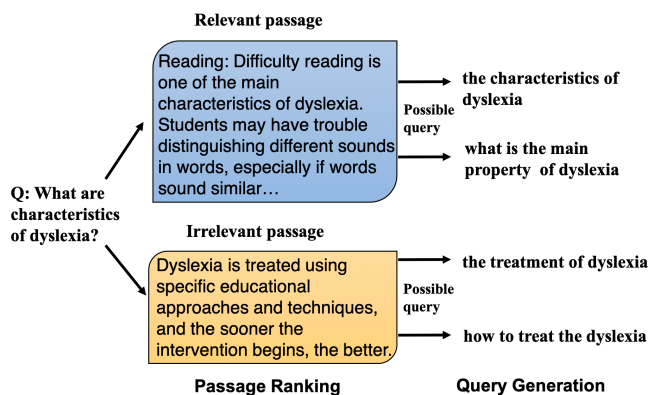 Relevant passage
Reading: Difficulty reading is
one of the main
characteristics of dyslexia.
Students may have trouble
distinguishing different sounds
in words, especially if words
sound similar…
Possible
query
the characteristics of
dyslexia
what is the main
property of dyslexia
Q: What are
characteristics
of dyslexia?
Irrelevant passage
Dyslexia is treated using
specific educational
approaches and techniques,
and the sooner the
intervention begins, the better.
Possible
query
the treatment of dyslexia
how to treat the dyslexia
Passage Ranking
Query Generation